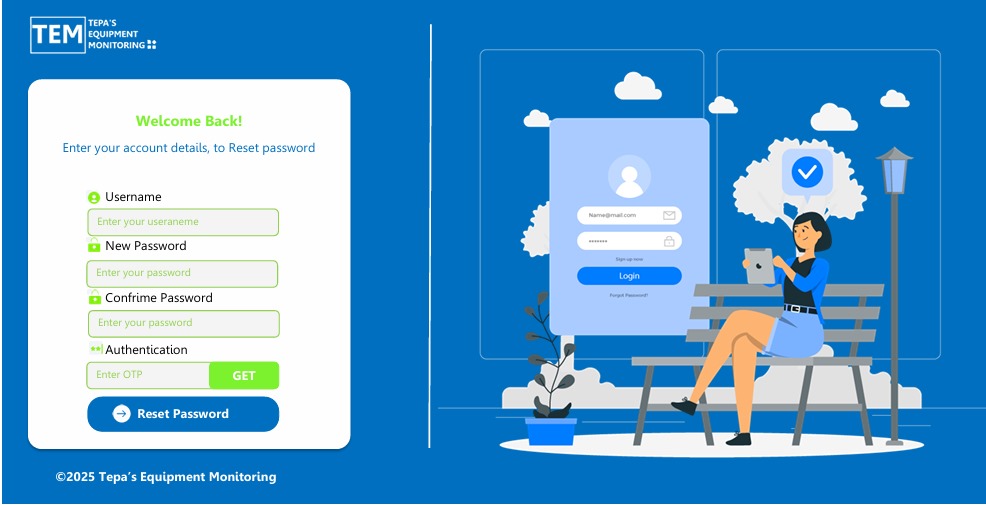 TEM
TEPA'S
EQUIPMENT
MONITORING
Welcome Back!
Enter your account details, to Reset password
Username
Enter your useraneme
New Password
Enter your password
Confrime Password
Enter your password
Authentication
Enter OTP
GET
Reset Password
©2025 Tepa's Equipment Monitoring
Name@mail.com
*******
Sign up now
Login
Forgot Password?